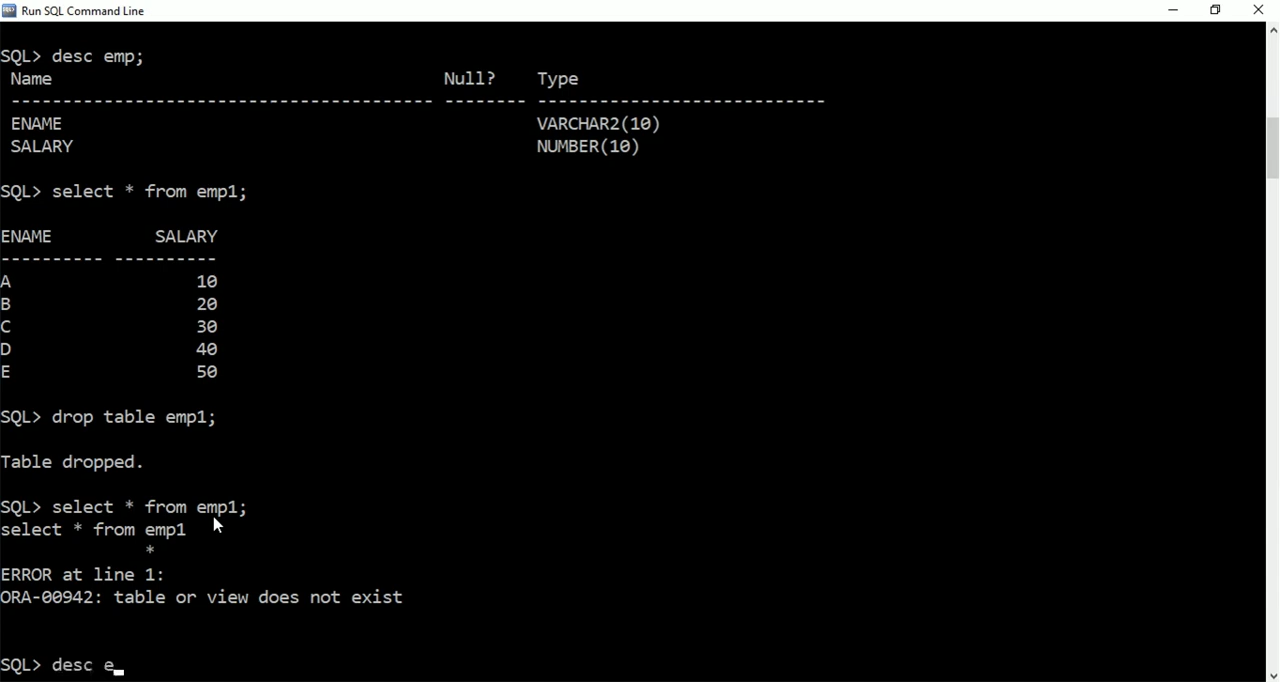 Run SQL Command Line
SQL> desc emp;
Name Null? Type
----------------------------------------- -------- ----------------------------
ENAME VARCHAR2(10)
SALARY NUMBER(10)
SQL> select * from emp1;
ENAME SALARY
---------- ----------
A 10
B 20
C 30
D 40
E 50
SQL> drop table emp1;
Table dropped.
SQL> select * from emp1;
select * from emp1
*
ERROR at line 1:
ORA-00942: table or view does not exist
SQL> desc e_